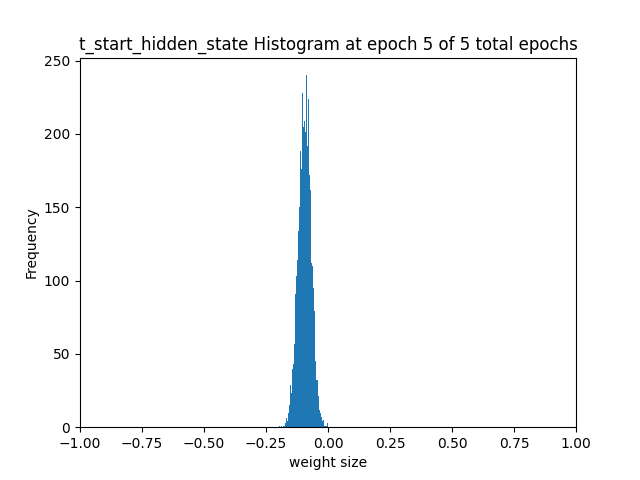 t_start_hidden_state Histogram at epoch 5 of 5 total epochs
250
200
150
100
50
0
Frequency
−1.00 −0.75 −0.50 −0.25 0.00 0.25 0.50 0.75 1.00
weight size